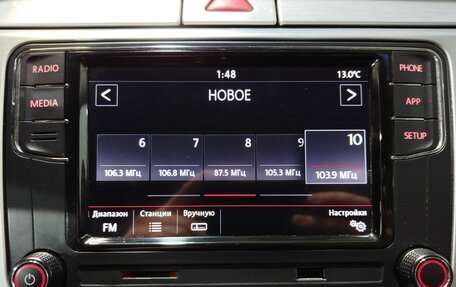 1:48
13.0°C
RADIO
PHONE
НОВОЕ
MEDIA
APP
6 7 8 9 10
SETUP
106.3 МГц 106.8 МГц 87.5 МГц 105.3 МГц 103.9 МГц
Диапазон Станции Вручную Настройки
FM